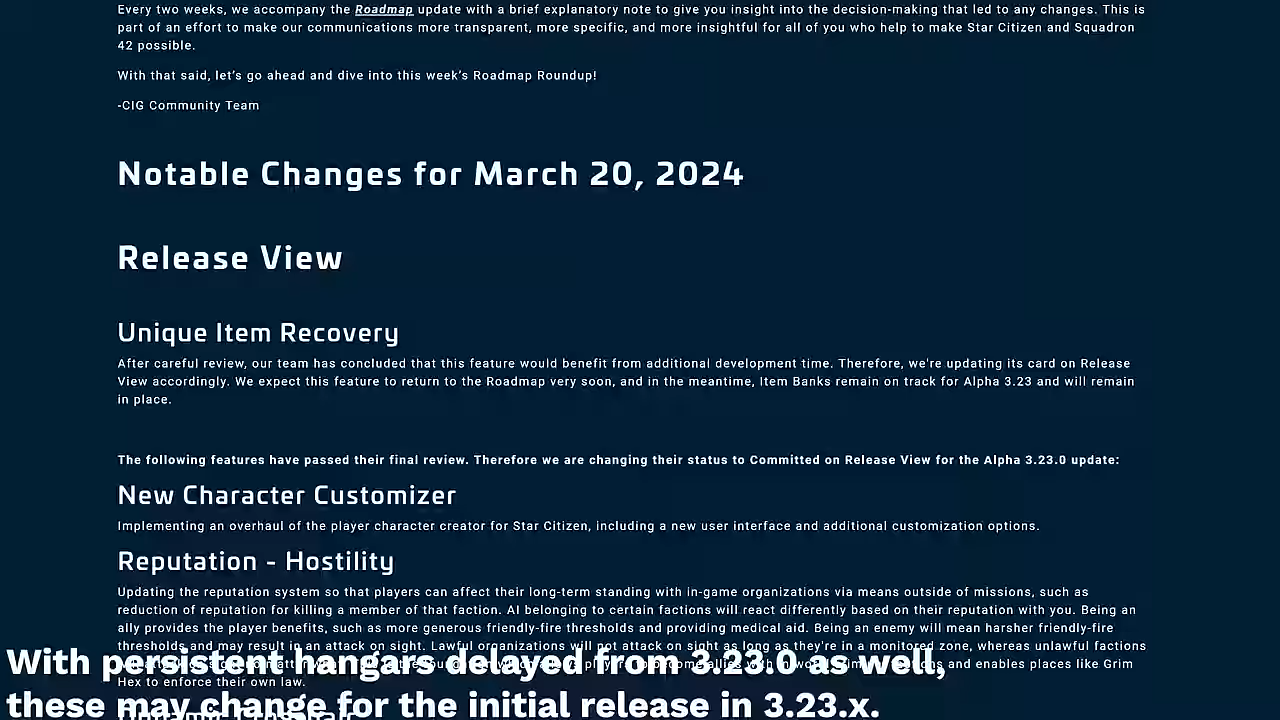 Every two weeks, we accompany the Roadmap update with a brief explanatory note to give you insight into the decision-making that led to any changes. This is
part of an effort to make our communications more transparent, more specific, and more insightful for all of you who help to make Star Citizen and Squadron
42 possible.
With that said, let's go ahead and dive into this week's Roadmap Roundup!
-CIG Community Team
Notable Changes for March 20, 2024
Release View
Unique Item Recovery
After careful review, our team has concluded that this feature would benefit from additional development time. Therefore, we're updating its card on Release
View accordingly. We expect this feature to return to the Roadmap very soon, and in the meantime, Item Banks remain on track for Alpha 3.23 and will remain
in place.
The following features have passed their final review. Therefore we are changing their status to Committed on Release View for the Alpha 3.23.0 update:
New Character Customizer
Implementing an overhaul of the player character creator for Star Citizen, including a new user interface and additional customization options.
Reputation - Hostility
Updating the reputation system so that players can affect their long-term standing with in-game organizations via means outside of missions, such as
reduction of reputation for killing a member of that faction. AI belonging to certain factions will react differently based on their reputation with you. Being an
ally provides the player benefits, such as more generous friendly-fire thresholds and providing medical aid. Being an enemy will mean harsher friendly-fire
thresholds and may result in an attack on sight. Lawful organizations will not attack on sight as long as they're in a monitored zone, whereas unlawful factions
and enables places like Grim
Hex to enforce their own law.
With persistent hangars delayed from 3.23.0 as well,
these may change for the initial release in 3.23.x.